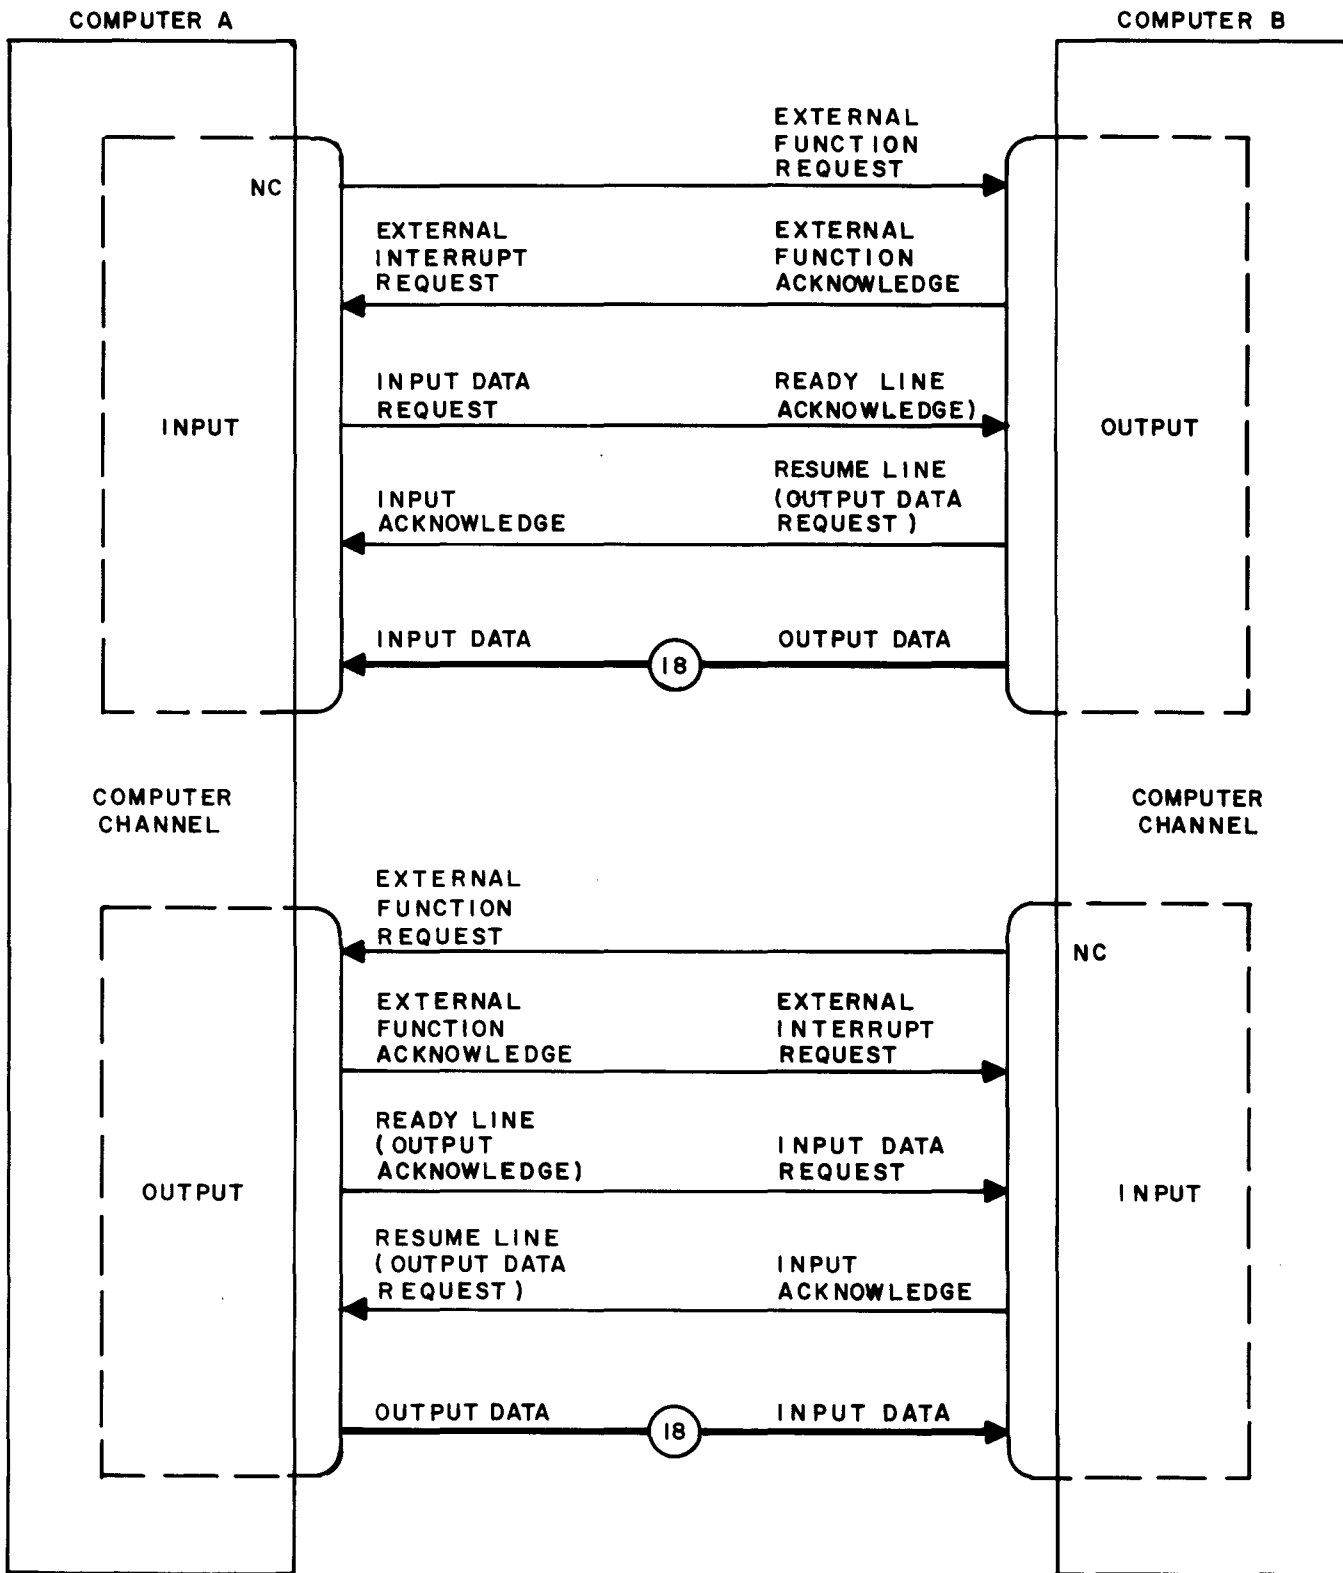 COMPUTER A
COMPUTER B
EXTERNAL
FUNCTION
REQUEST
NC
EXTERNAL
INTERRUPT
REQUEST
EXTERNAL
FUNCTION
ACKNOWLEDGE
INPUT DATA
REQUEST
READY LINE
ACKNOWLEDGE)
INPUT
OUTPUT
INPUT
ACKNOWLEDGE
RESUME LINE
(OUTPUT DATA
REQUEST)
INPUT DATA
18
OUTPUT DATA
COMPUTER
CHANNEL
COMPUTER
CHANNEL
EXTERNAL
FUNCTION
REQUEST
NC
EXTERNAL
FUNCTION
ACKNOWLEDGE
EXTERNAL
INTERRUPT
REQUEST
READY LINE
(OUTPUT
ACKNOWLEDGE)
INPUT DATA
REQUEST
OUTPUT
INPUT
RESUME LINE
(OUTPUT DATA
REQUEST)
INPUT
ACKNOWLEDGE
OUTPUT DATA
18
INPUT DATA